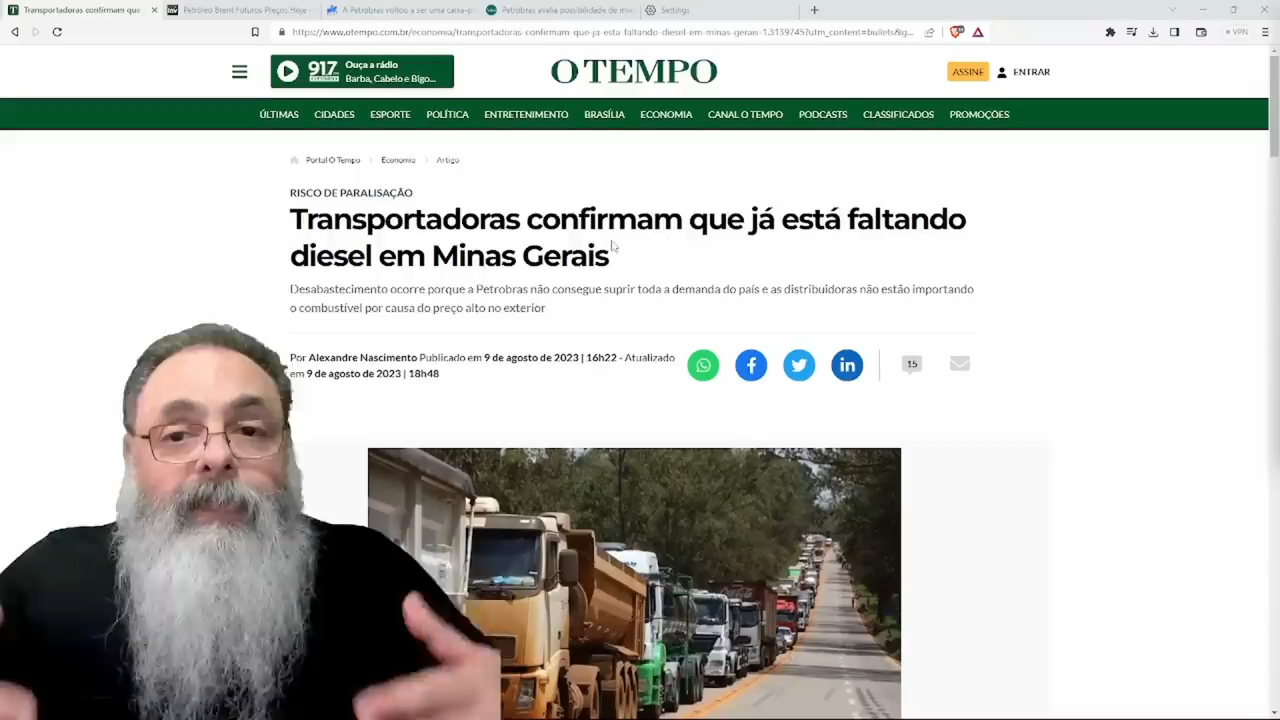 Transportadoras confirmam que
Petróleo Brent Futuros Preços Hoje -
A Petrobras voltou a ser uma caixa-p
Petrobras avalia possibilidade de inve
Settings
https://www.otempo.com.br/economia/transportadoras-confirmam-que-ja-esta-faltando-diesel-em-minas-gerais-1.3139745?utm_content=bullets&g...
VPN
917
Ouça a rádio
Barba, Cabelo e Bigo...
O TEMPO
ASSINE
ENTRAR
ÚLTIMAS CIDADES ESPORTE POLÍTICA ENTRETENIMENTO BRASÍLIA ECONOMIA CANAL O TEMPO PODCASTS CLASSIFICADOS PROMOÇÕES
Portal O Tempo > Economia > Artigo
RISCO DE PARALISAÇÃO
Transportadoras confirmam que já está faltando
diesel em Minas Gerais
Desabastecimento ocorre porque a Petrobras não consegue suprir toda a demanda do país e as distribuidoras não estão importando
o combustível por causa do preço alto no exterior
Por Alexandre Nascimento Publicado em 9 de agosto de 2023 | 16h22 - Atualizado
em 9 de agosto de 2023 | 18h48
15